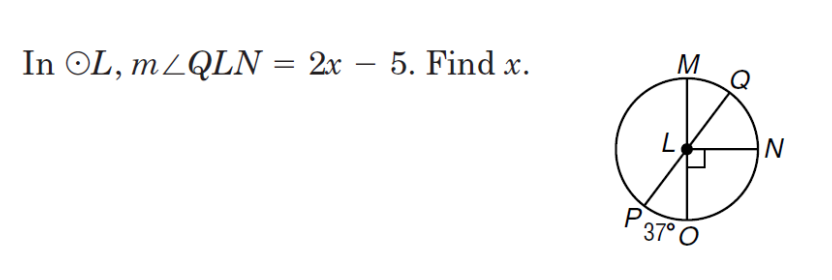 In ⊙L, m∠QLN = 2x − 5. Find x.
M
Q
L
N
P
37°
O